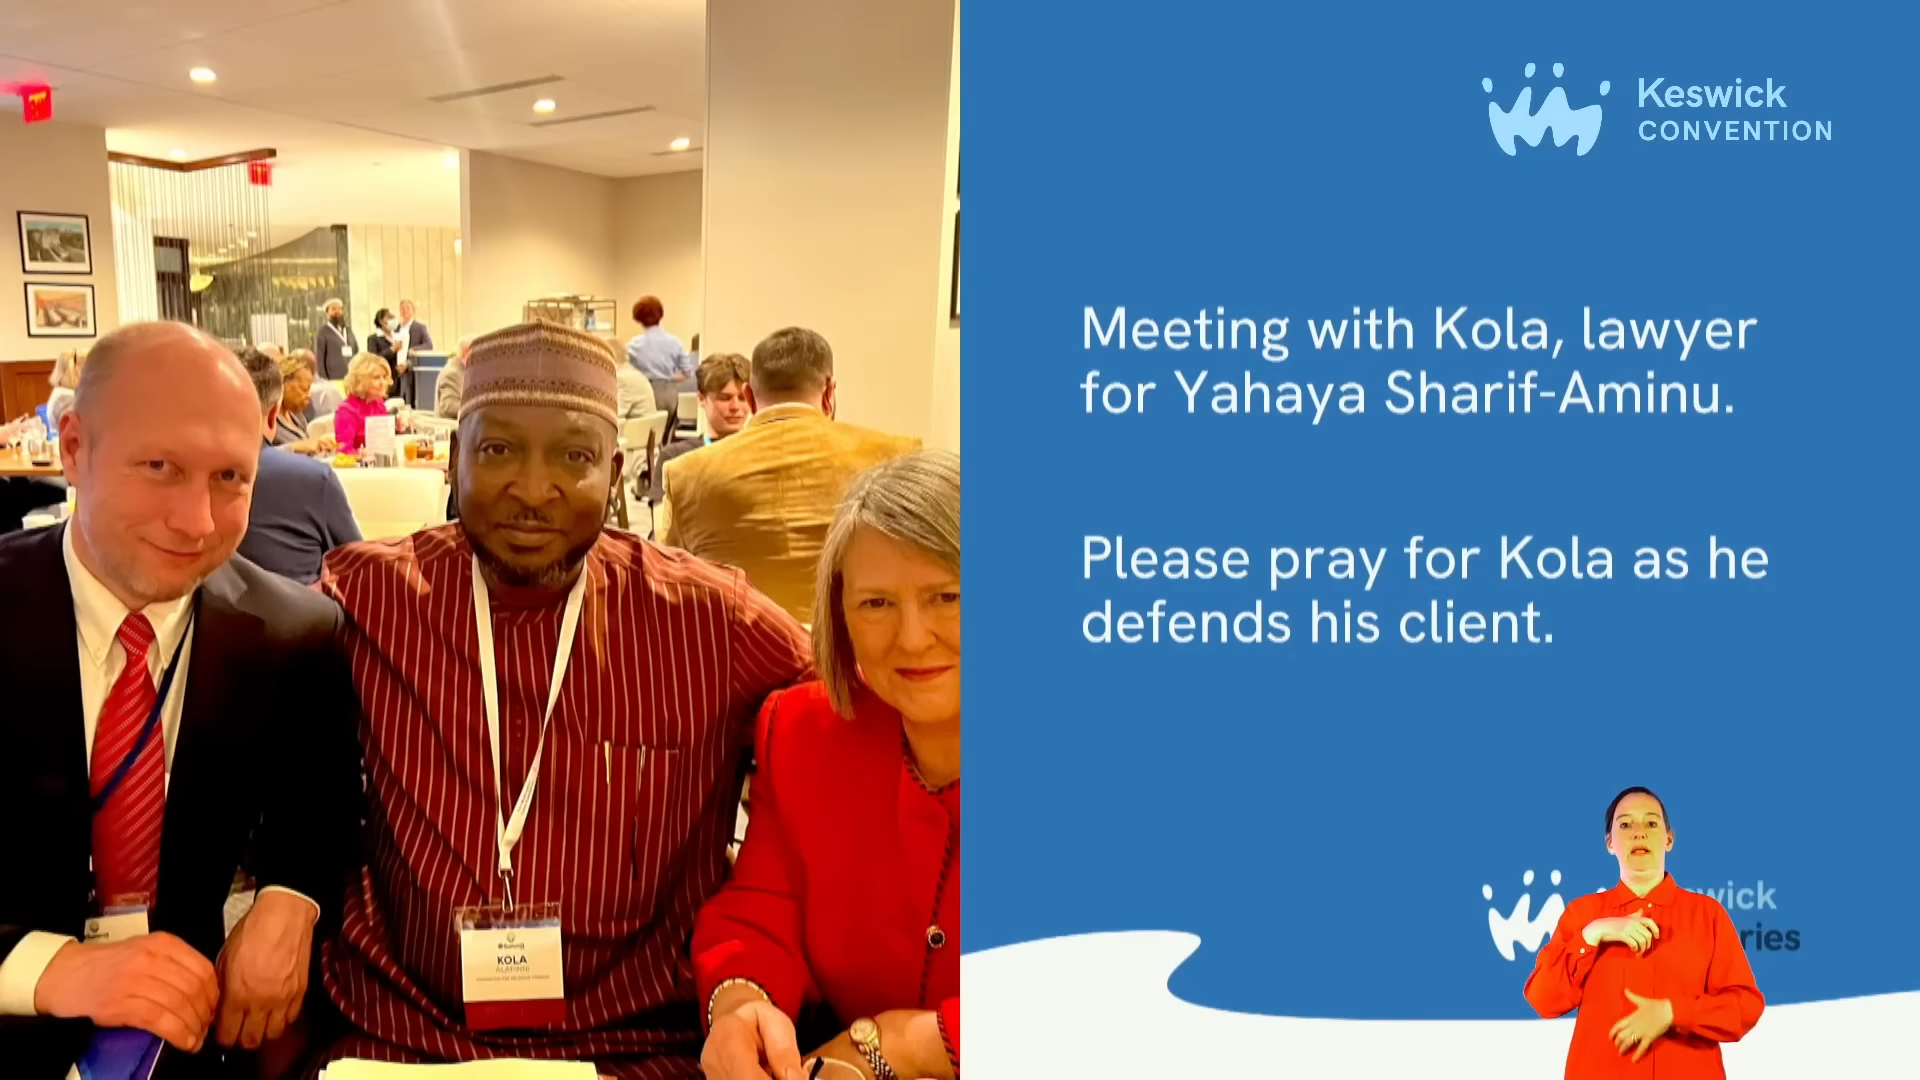 Keswick
CONVENTION
Meeting with Kola, lawyer
for Yahaya Sharif-Aminu.
Please pray for Kola as he
defends his client.
KOLA
ALAPINNI